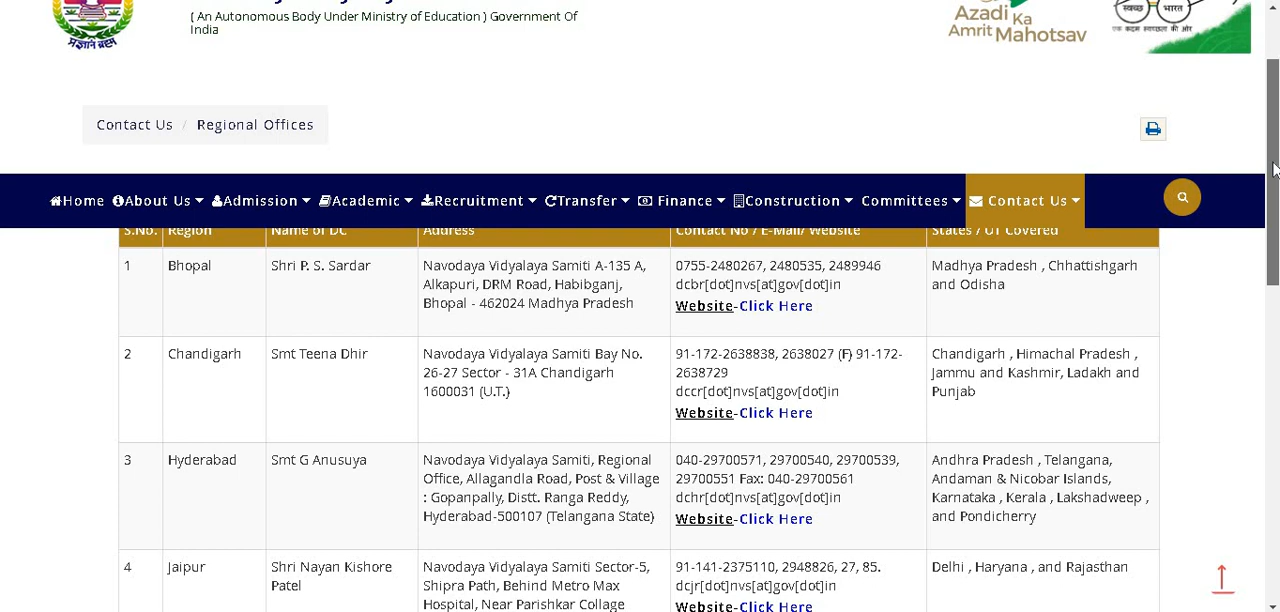 ( An Autonomous Body Under Ministry of Education ) Government Of
India
प्रज्ञानं ब्रह्म
Azadi Ka
Amrit Mahotsav
स्वच्छ भारत
एक कदम स्वच्छता की ओर
Contact Us / Regional Offices
Home About Us Admission Academic Recruitment Transfer Finance Construction Committees Contact Us
S.No. Region Name of DC Address Contact No / E-Mail/ Website States / UT Covered
1 Bhopal Shri P. S. Sardar Navodaya Vidyalaya Samiti A-135 A, 0755-2480267, 2480535, 2489946 Madhya Pradesh , Chhattishgarh
Alkapuri, DRM Road, Habibganj, dcbr[dot]nvs[at]gov[dot]in and Odisha
Bhopal - 462024 Madhya Pradesh Website-Click Here
2 Chandigarh Smt Teena Dhir Navodaya Vidyalaya Samiti Bay No. 91-172-2638838, 2638027 (F) 91-172- Chandigarh , Himachal Pradesh ,
26-27 Sector - 31A Chandigarh 2638729 Jammu and Kashmir, Ladakh and
1600031 (U.T.) dccr[dot]nvs[at]gov[dot]in Punjab
Website-Click Here
3 Hyderabad Smt G Anusuya Navodaya Vidyalaya Samiti, Regional 040-29700571, 29700540, 29700539, Andhra Pradesh , Telangana,
Office, Allagandla Road, Post & Village 29700551 Fax: 040-29700561 Andaman & Nicobar Islands,
: Gopanpally, Distt. Ranga Reddy, dchr[dot]nvs[at]gov[dot]in Karnataka , Kerala , Lakshadweep ,
Hyderabad-500107 (Telangana State) Website-Click Here and Pondicherry
4 Jaipur Shri Nayan Kishore Navodaya Vidyalaya Samiti Sector-5, 91-141-2375110, 2948826, 27, 85. Delhi , Haryana , and Rajasthan
Patel Shipra Path, Behind Metro Max dcjr[dot]nvs[at]gov[dot]in
Hospital, Near Parishkar Collage Website-Click Here